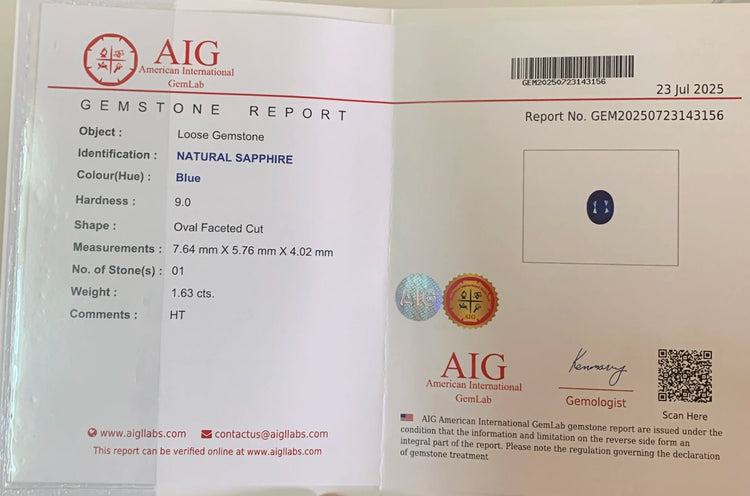 AIG
American International
GemLab
GEMSTONE REPORT
Object : Loose Gemstone
Identification : NATURAL SAPPHIRE
Colour(Hue) : Blue
Hardness : 9.0
Shape : Oval Faceted Cut
Measurements : 7.64 mm X 5.76 mm X 4.02 mm
No. of Stone(s) : 01
Weight : 1.63 cts.
Comments : HT
www.aigllabs.com contactus@aigllabs.com
This report can be verified online at www.aigllabs.com
GEM20250723143156
23 Jul 2025
Report No. GEM20250723143156
AIG
AIG
AIG
American International
GemLab
Gemologist
Scan Here
AIG American International GemLab gemstone report are issued under the
condition that the information and limitation on the reverse side form an
integral part of the report. Please note the regulation governing the declaration
of gemstone treatment